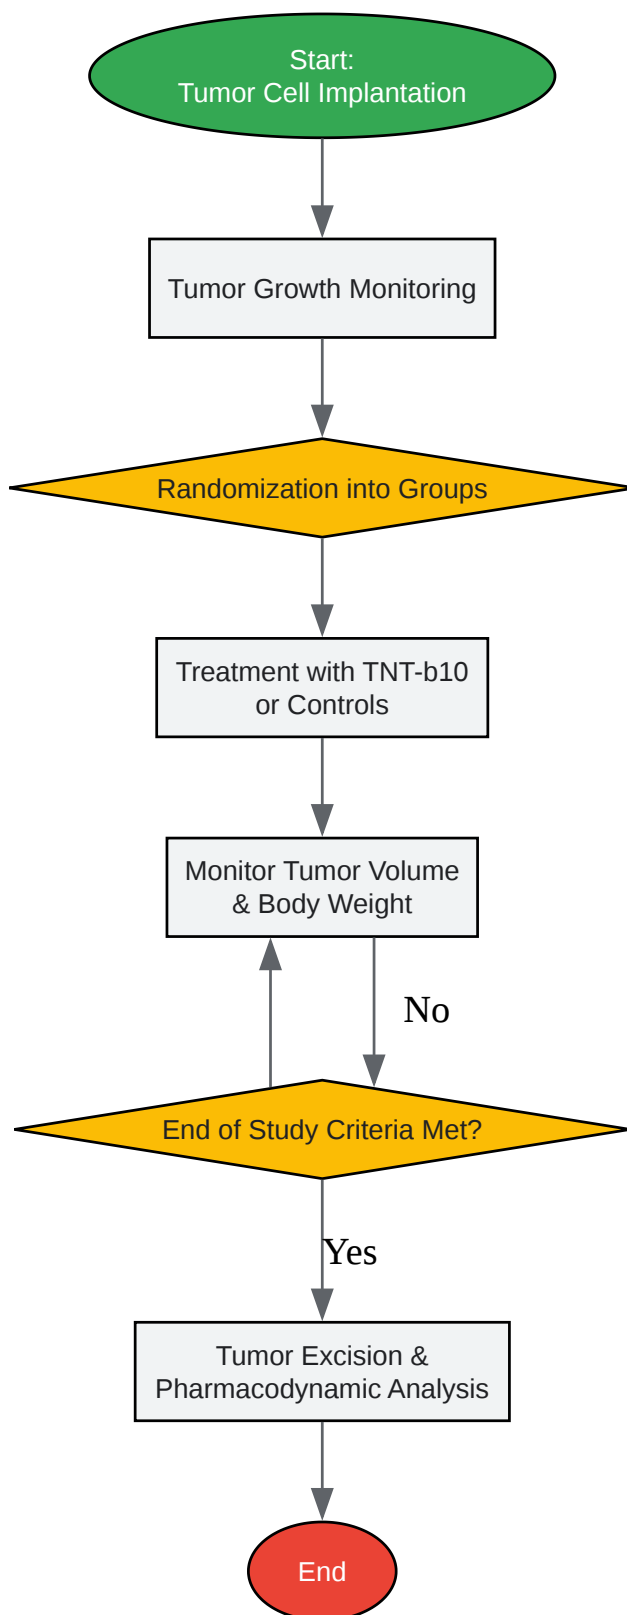 Start:
Tumor Cell Implantation
Tumor Growth Monitoring
Randomization into Groups
Treatment with TNT-b10
or Controls
Monitor Tumor Volume
& Body Weight
No
End of Study Criteria Met?
Yes
Tumor Excision &
Pharmacodynamic Analysis
End